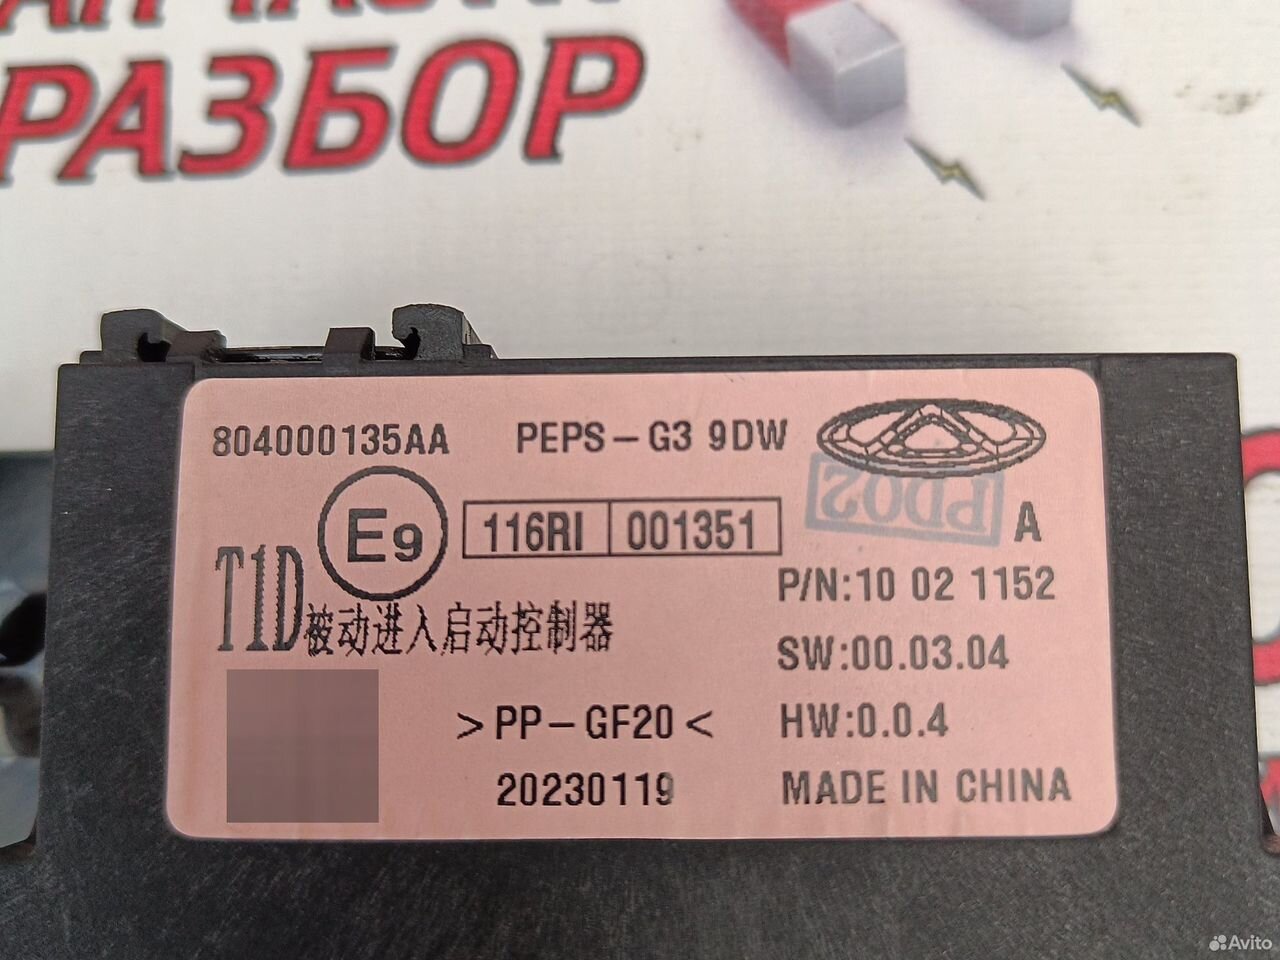 РАЗБОР
804000135AA PEPS-G3 9DW
E9 116RI 001351 PD02 A
T1D被动进入启动控制器
P/N:10 02 1152
SW:00.03.04
>PP-GF20< HW:0.0.4
20230119 MADE IN CHINA
Avito